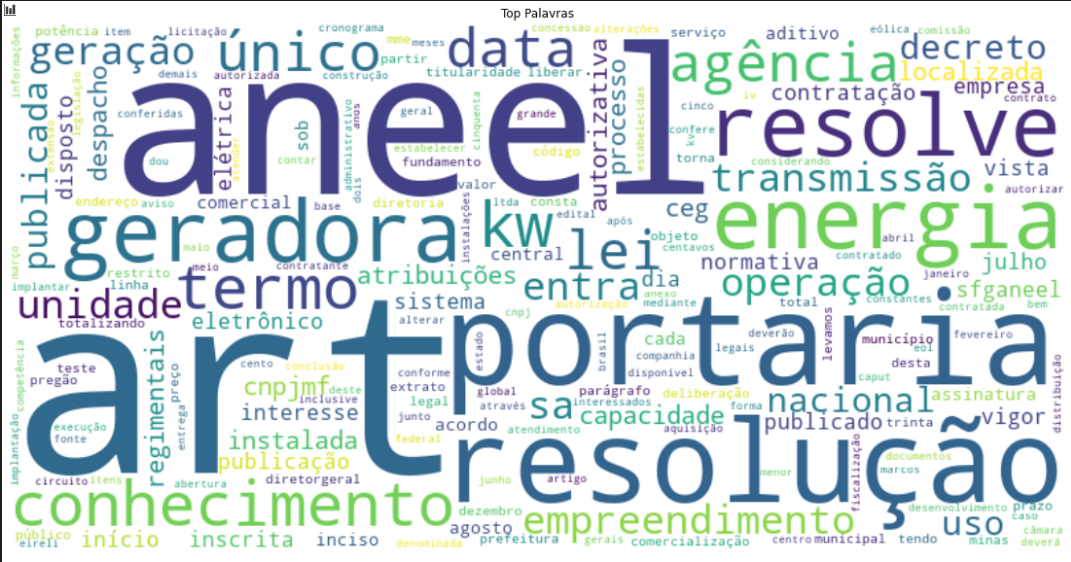 Top Palavras
informações
potência item licitação
cronograma
mme meses
partir
data
concessao alterações
serviço
aditivo
eólica comissão
decreto
geração
único
demais autorizada construção
titularidade liberar
autorizativa
agência
localizada
publicada
disposto
legislação
extensão
despacho
conferidas
aneel
elétrica
atender
sob
contar
administrativo
anos
geral
estabelecer
fundamento
cinquenta
grande
código
processo
estabelecidas
contratação
empresa
contrato
cinco
iv
confere
kv
torna
resolve
considerando
transmissão
vista
autorizar
dou
endereço aviso
comercial
base
dois
diretoria
valor
ltda
consta
edital após
instalações
geradora
kw
central
lei
ceg
objeto
centavos
normativa
energia
abril
contratado
julho
janeiro
março
implantar
restrito
linha
maio
meio
contratante
atribuições
entra
dia
anexo
mediante
operação
total
constantes
sfganeel
contratada bem
unidade
termo
sistema
autorização
cnpj
totalizando
eletrônico
alterar
portaria
estado
brasil
cada
companhia
disponível
deverão
legais
levamos
município
eol
desta
fevereiro
competência
teste
pregão
art
regimentais
preço
entrega
cento
conclusão
cnpjmf
deste
inclusive
conforme
extrato
legal
global
através
parágrafo
deliberação
caput
assinatura
distribuição
implantação
execução
fonte
interesse
junto
acordo
sa
interessados
capacidade
forma
nacional
publicado
trinta
vigor
instalada
federal
atendimento
aquisição
publicação
circuito itens
abertura
diretorgeral
junho
artigo
resolução
menor
fiscalização
documentos
marcos
desenvolvimento
prazo
caso
conhecimento
dezembro
agosto
empreendimento
uso
público
eireli
início
inscrita
inciso
denominada
prefeitura
gerais
comercialização
centro municipal
tendo
minas
câmara
deverá